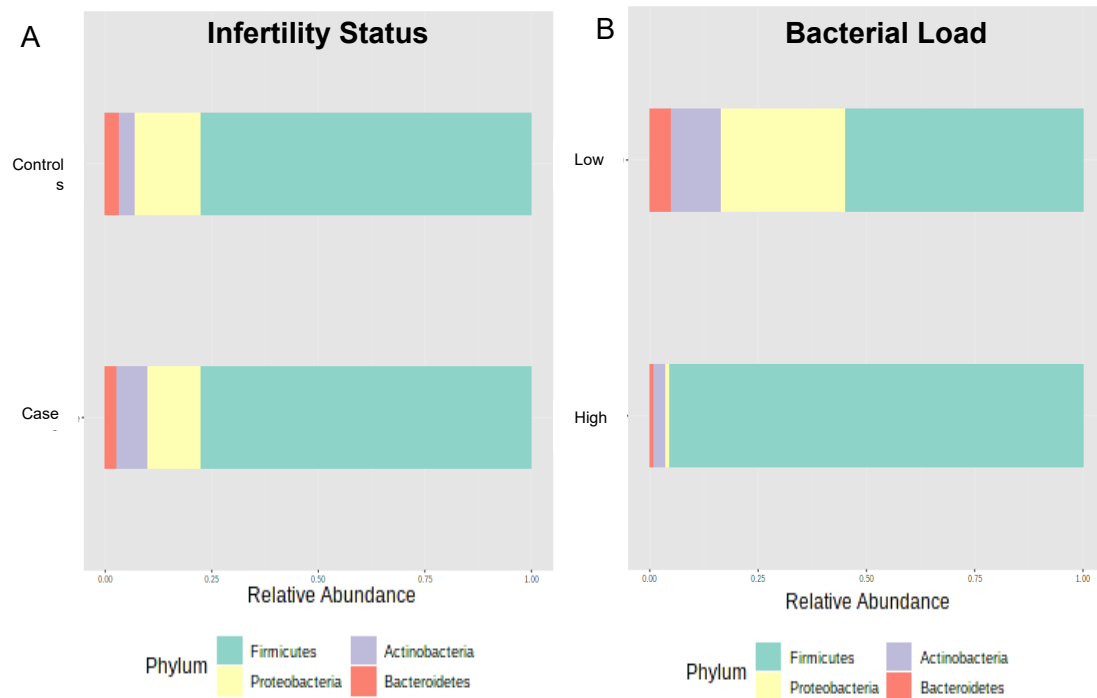 A
Infertility Status
Control
s
Case
0.00 0.25 0.50 0.75 1.00
Relative Abundance
Phylum
Firmicutes
Actinobacteria
Proteobacteria
Bacteroidetes
B
Bacterial Load
Low
High
0.00 0.25 0.50 0.75 1.00
Relative Abundance
Phylum
Firmicutes
Actinobacteria
Proteobacteria
Bacteroidetes